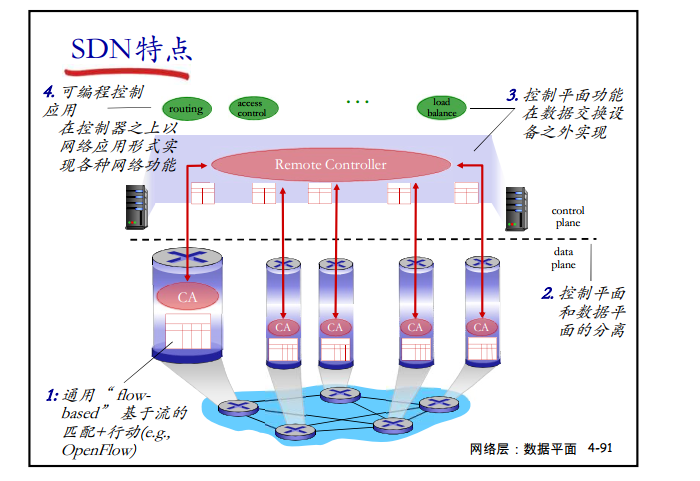 SDN特点
4. 可编程控制
应用
在控制器之上以
网络应用形式实
现各种网络功能
routing
access
control
...
load
balance
3. 控制平面功能
在数据交换设
备之外实现
Remote Controller
control
plane
data
plane
CA
CA
CA
CA
CA
2. 控制平面
和数据平
面的分离
1: 通用“ flow-
based” 基于流的
匹配+行动(e.g.,
OpenFlow)
网络层：数据平面 4-91